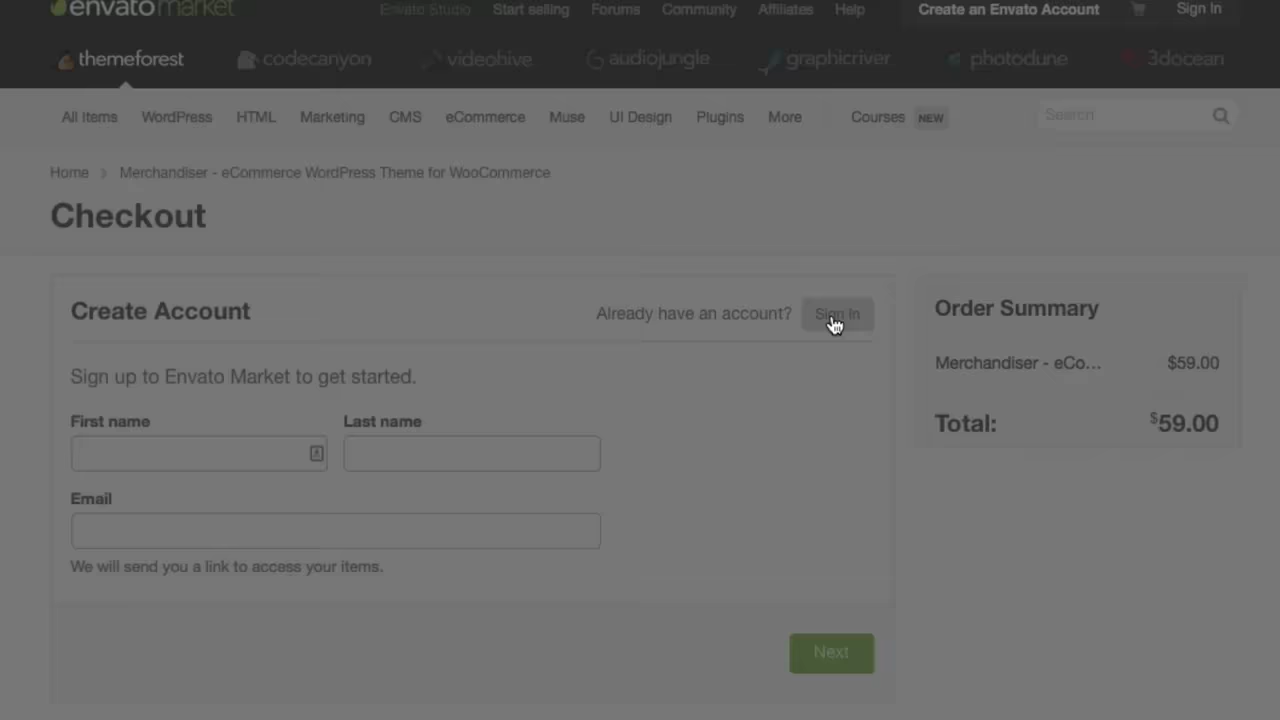 envatomarket Envato Studio Start selling Forums Community Affiliates Help Create an Envato Account Sign In
themeforest codecanyon videohive audiojungle graphicriver photodune 3docean
All Items WordPress HTML Marketing CMS eCommerce Muse UI Design Plugins More Courses NEW Search
Home > Merchandiser - eCommerce WordPress Theme for WooCommerce
Checkout
Create Account Already have an account? Sign In
Sign up to Envato Market to get started.
First name Last name
Email
We will send you a link to access your items.
Next
Order Summary
Merchandiser - eCo... $59.00
Total: $59.00